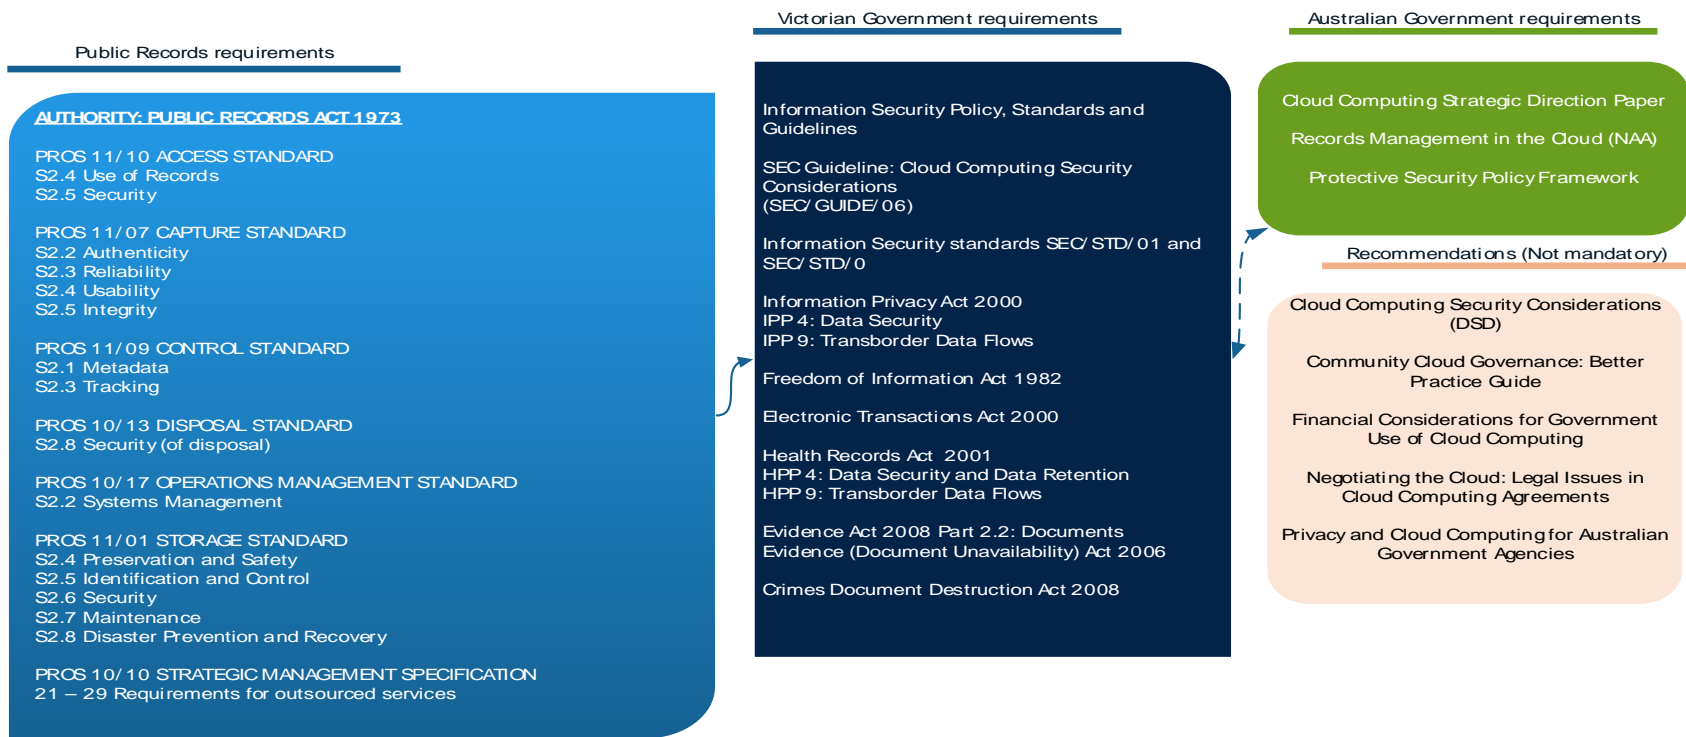 Public Records requirements
AUTHORITY: PUBLIC RECORDS ACT 1973
PROS 11/10 ACCESS STANDARD
S2.4 Use of Records
S2.5 Security
PROS 11/07 CAPTURE STANDARD
S2.2 Authenticity
S2.3 Reliability
S2.4 Usability
S2.5 Integrity
PROS 11/09 CONTROL STANDARD
S2.1 Metadata
S2.3 Tracking
PROS 10/13 DISPOSAL STANDARD
S2.8 Security (of disposal)
PROS 10/17 OPERATIONS MANAGEMENT STANDARD
S2.2 Systems Management
PROS 11/01 STORAGE STANDARD
S2.4 Preservation and Safety
S2.5 Identification and Control
S2.6 Security
S2.7 Maintenance
S2.8 Disaster Prevention and Recovery
PROS 10/10 STRATEGIC MANAGEMENT SPECIFICATION
21 – 29 Requirements for outsourced services
Victorian Government requirements
Information Security Policy, Standards and
Guidelines
SEC Guideline: Cloud Computing Security
Considerations
(SEC/GUIDE/06)
Information Security standards SEC/STD/01 and
SEC/STD/0
Information Privacy Act 2000
IPP 4: Data Security
IPP 9: Transborder Data Flows
Freedom of Information Act 1982
Electronic Transactions Act 2000
Health Records Act 2001
HPP 4: Data Security and Data Retention
HPP 9: Transborder Data Flows
Evidence Act 2008 Part 2.2: Documents
Evidence (Document Unavailability) Act 2006
Crimes Document Destruction Act 2008
Australian Government requirements
Cloud Computing Strategic Direction Paper
Records Management in the Cloud (NAA)
Protective Security Policy Framework
Recommendations (Not mandatory)
Cloud Computing Security Considerations
(DSD)
Community Cloud Governance: Better
Practice Guide
Financial Considerations for Government
Use of Cloud Computing
Negotiating the Cloud: Legal Issues in
Cloud Computing Agreements
Privacy and Cloud Computing for Australian
Government Agencies